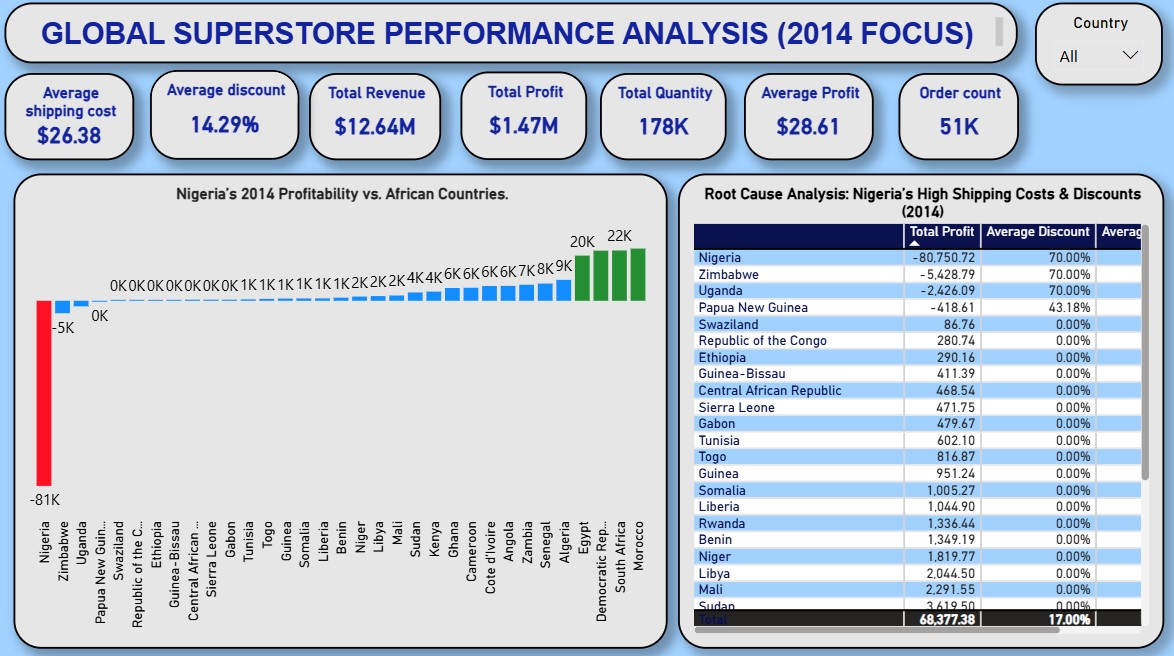 GLOBAL SUPERSTORE PERFORMANCE ANALYSIS (2014 FOCUS)
Country
All
Average
shipping cost
$26.38
Average discount
14.29%
Total Revenue
$12.64M
Total Profit
$1.47M
Total Quantity
178K
Average Profit
$28.61
Order count
51K
Nigeria's 2014 Profitability vs. African Countries.
-81K
-5K
0K
0K 0K 0K 0K 0K 0K 0K 1K 1K 1K 1K 1K 1K 2K 2K 2K 4K 4K 6K 6K 6K 6K 7K 8K 9K
20K
22K
Nigeria
Zimbabwe
Uganda
Papua New Guin...
Swaziland
Republic of the C...
Ethiopia
Guinea-Bissau
Central African ...
Sierra Leone
Gabon
Tunisia
Togo
Guinea
Somalia
Liberia
Rwanda
Benin
Niger
Libya
Mali
Sudan
Kenya
Ghana
Cameroon
Cote d'Ivoire
Angola
Zambia
Senegal
Algeria
Egypt
Democratic Rep...
South Africa
Morocco
Root Cause Analysis: Nigeria's High Shipping Costs & Discounts
(2014)
Total Profit Average Discount Averag
Nigeria -80,750.72 70.00%
Zimbabwe -5,428.79 70.00%
Uganda -2,426.09 70.00%
Papua New Guinea -418.61 43.18%
Swaziland 86.76 0.00%
Republic of the Congo 280.74 0.00%
Ethiopia 290.16 0.00%
Guinea-Bissau 411.39 0.00%
Central African Republic 468.54 0.00%
Sierra Leone 471.75 0.00%
Gabon 479.67 0.00%
Tunisia 602.10 0.00%
Togo 816.87 0.00%
Guinea 951.24 0.00%
Somalia 1,005.27 0.00%
Liberia 1,044.90 0.00%
Rwanda 1,336.44 0.00%
Benin 1,349.19 0.00%
Niger 1,819.77 0.00%
Libya 2,044.50 0.00%
Mali 2,291.55 0.00%
Sudan 3,619.50 0.00%
Total 68,377.38 17.00%